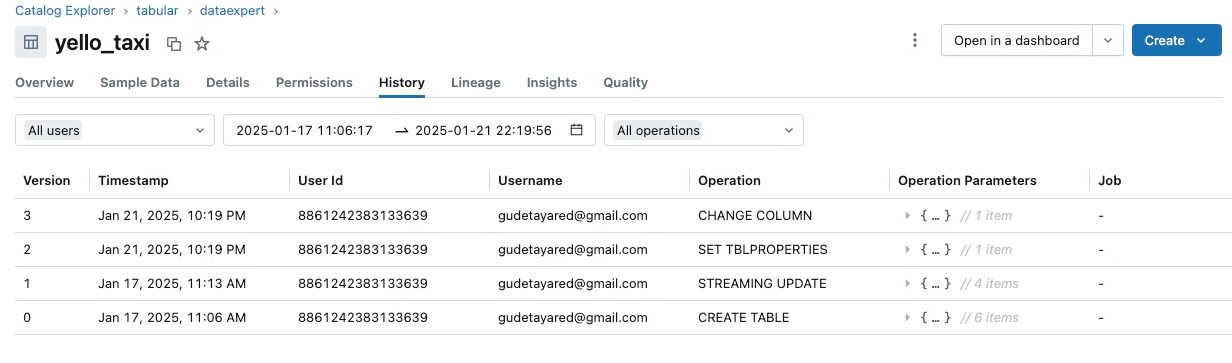 Catalog Explorer > tabular > dataexpert >
yello_taxi
Open in a dashboard
Create
Overview Sample Data Details Permissions History Lineage Insights Quality
All users 2025-01-17 11:06:17 → 2025-01-21 22:19:56 All operations
Version Timestamp User Id Username Operation Operation Parameters Job
3 Jan 21, 2025, 10:19 PM 8861242383133639 gudetayared@gmail.com CHANGE COLUMN { … } // 1 item -
2 Jan 21, 2025, 10:19 PM 8861242383133639 gudetayared@gmail.com SET TBLPROPERTIES { … } // 1 item -
1 Jan 17, 2025, 11:13 AM 8861242383133639 gudetayared@gmail.com STREAMING UPDATE { … } // 4 items -
0 Jan 17, 2025, 11:06 AM 8861242383133639 gudetayared@gmail.com CREATE TABLE { … } // 6 items -